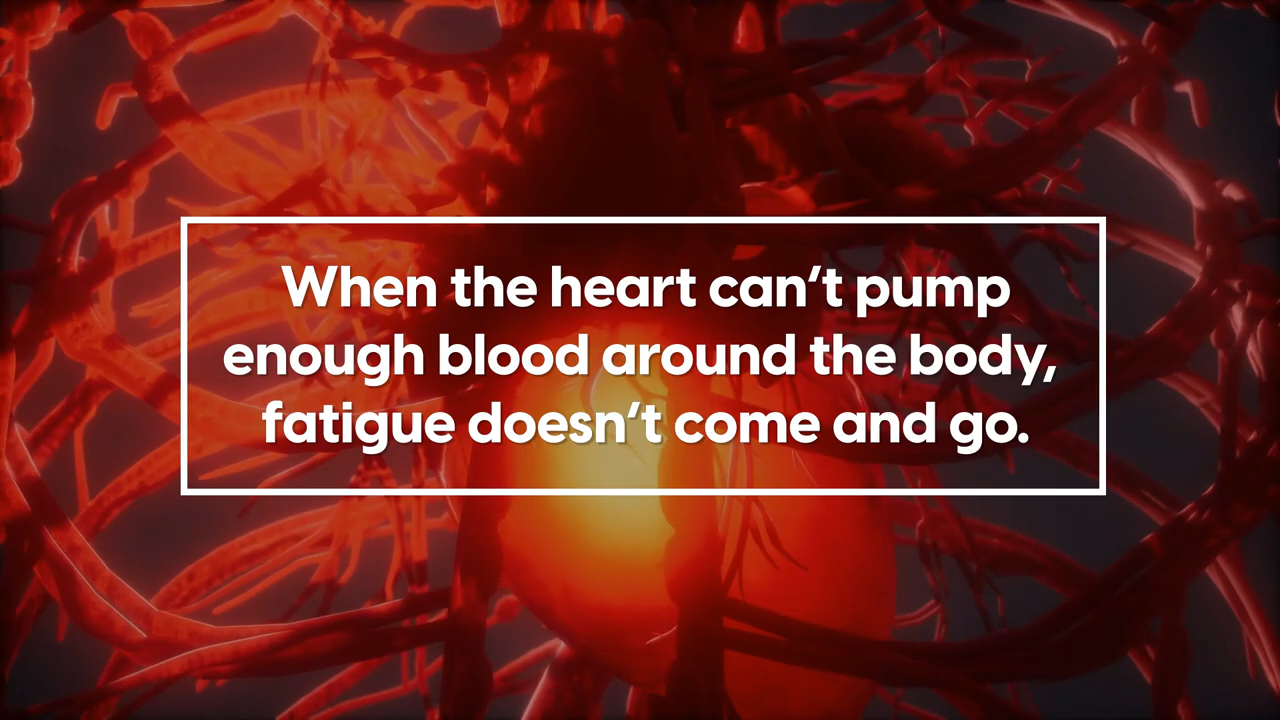 When the heart can’t pump
enough blood around the body,
fatigue doesn’t come and go.